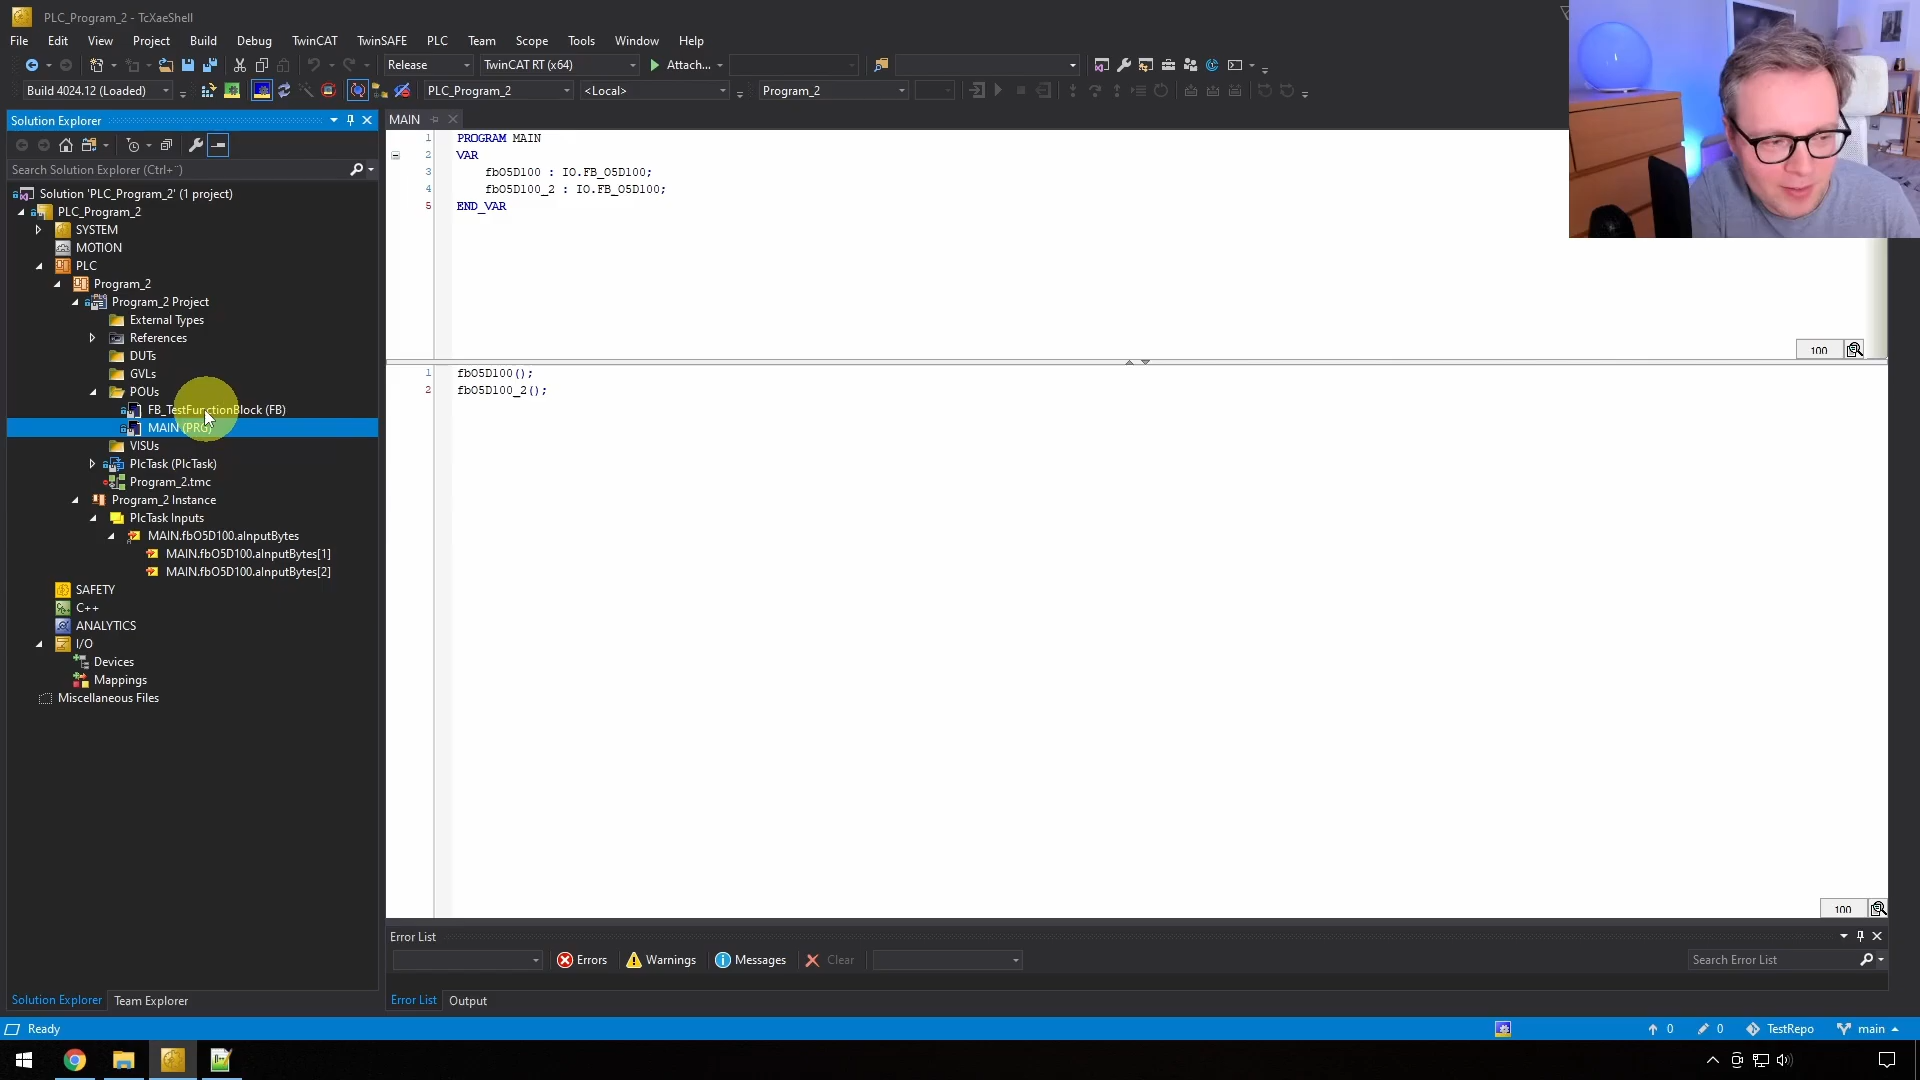 PLC_Program_2 - TcXaeShell
File Edit View Project Build Debug TwinCAT TwinSAFE PLC Team Scope Tools Window Help
Release TwinCAT RT (x64) Attach...
Build 4024.12 (Loaded) PLC_Program_2 <Local> Program_2
Solution Explorer
Search Solution Explorer (Ctrl+¨)
Solution 'PLC_Program_2' (1 project)
PLC_Program_2
SYSTEM
MOTION
PLC
Program_2
Program_2 Project
External Types
References
DUTs
GVLs
POUs
FB_TestFunctionBlock (FB)
MAIN (PRG)
VISUs
PlcTask (PlcTask)
Program_2.tmc
Program_2 Instance
PlcTask Inputs
MAIN.fbO5D100.aInputBytes
MAIN.fbO5D100.aInputBytes[1]
MAIN.fbO5D100.aInputBytes[2]
SAFETY
C++
ANALYTICS
I/O
Devices
Mappings
Miscellaneous Files
Solution Explorer Team Explorer
MAIN
1 PROGRAM MAIN
2 VAR
3 fbO5D100 : IO.FB_O5D100;
4 fbO5D100_2 : IO.FB_O5D100;
5 END_VAR
100
1 fbO5D100();
2 fbO5D100_2();
100
Error List
Errors Warnings Messages Clear Search Error List
Error List Output
Ready 0 0 TestRepo main